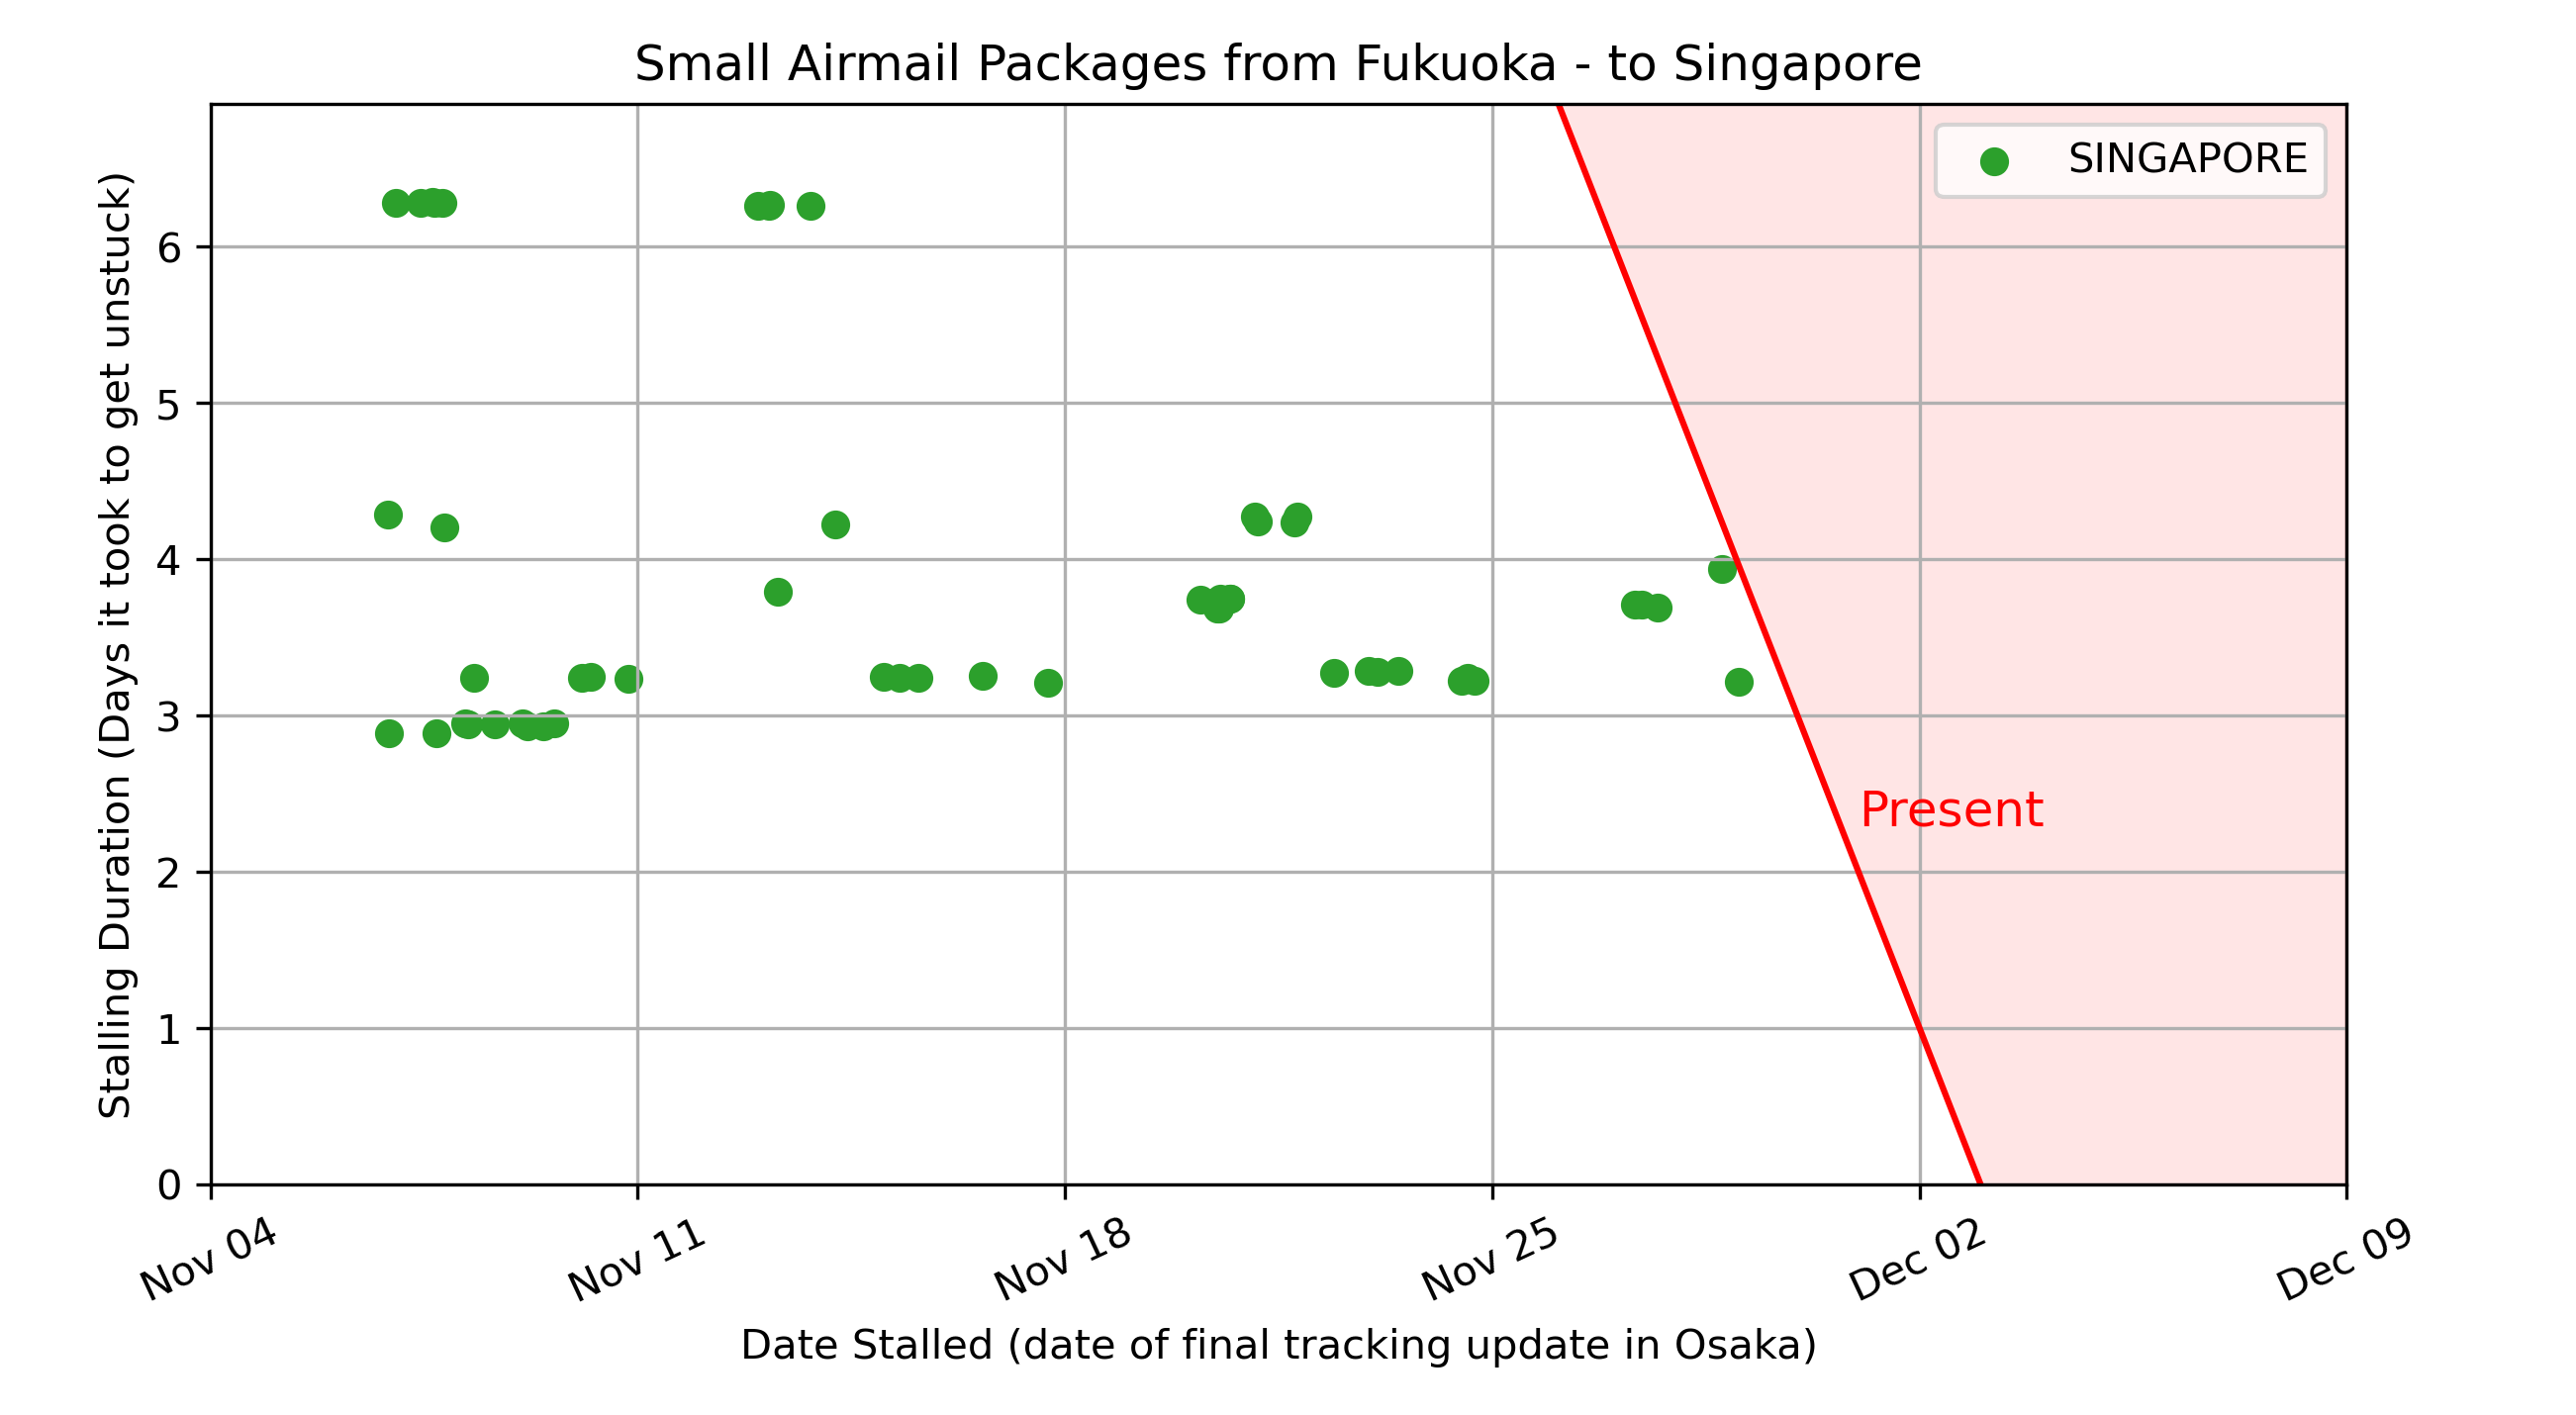 Small Airmail Packages from Fukuoka - to Singapore
SINGAPORE
Stalling Duration (Days it took to get unstuck)
6
5
4
3
2
1
0
Present
Nov 04
Nov 11
Nov 18
Nov 25
Dec 02
Dec 09
Date Stalled (date of final tracking update in Osaka)